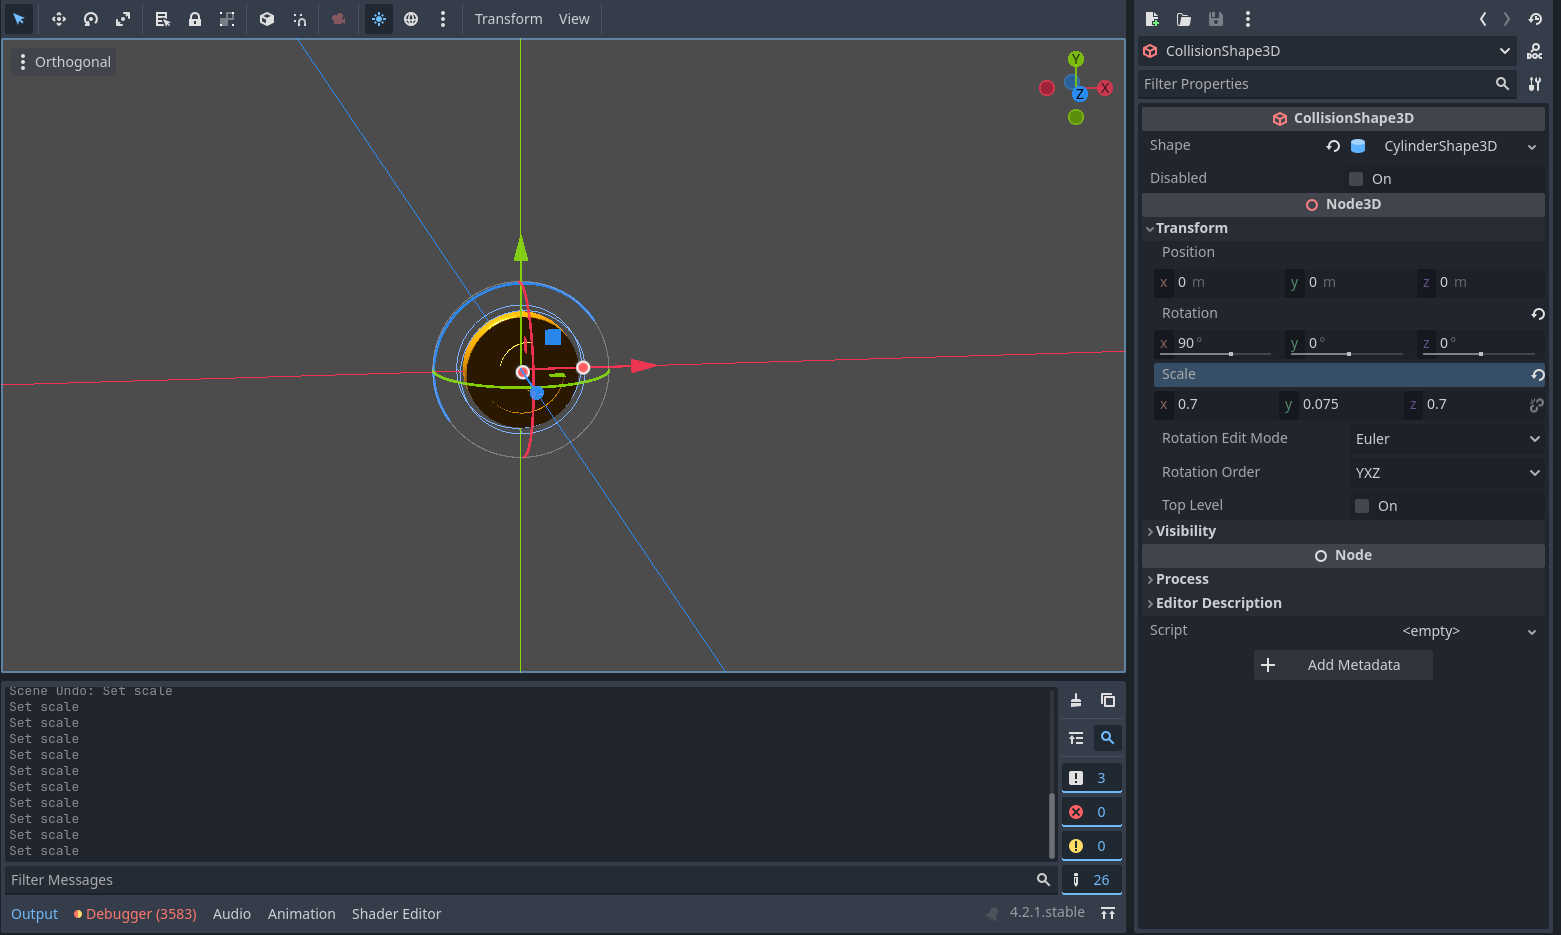 Transform View
Orthogonal
Y
X
Z
Scene Undo: Set scale
Set scale
Set scale
Set scale
Set scale
Set scale
Set scale
Set scale
Set scale
Set scale
Set scale
3
0
0
Filter Messages
26
Output Debugger (3583) Audio Animation Shader Editor
4.2.1.stable
CollisionShape3D
DOC
Filter Properties
CollisionShape3D
Shape CylinderShape3D
Disabled On
Node3D
Transform
Position
x 0 m y 0 m z 0 m
Rotation
x 90 ° y 0 ° z 0 °
Scale
x 0.7 y 0.075 z 0.7
Rotation Edit Mode Euler
Rotation Order YXZ
Top Level On
Visibility
Node
Process
Editor Description
Script <empty>
Add Metadata